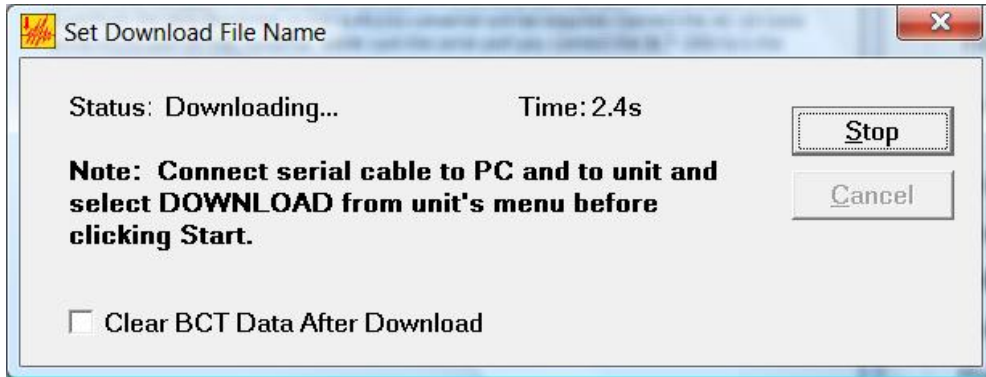 Set Download File Name
Status: Downloading... Time: 2.4s
Stop
Note: Connect serial cable to PC and to unit and
select DOWNLOAD from unit's menu before
clicking Start.
Cancel
Clear BCT Data After Download